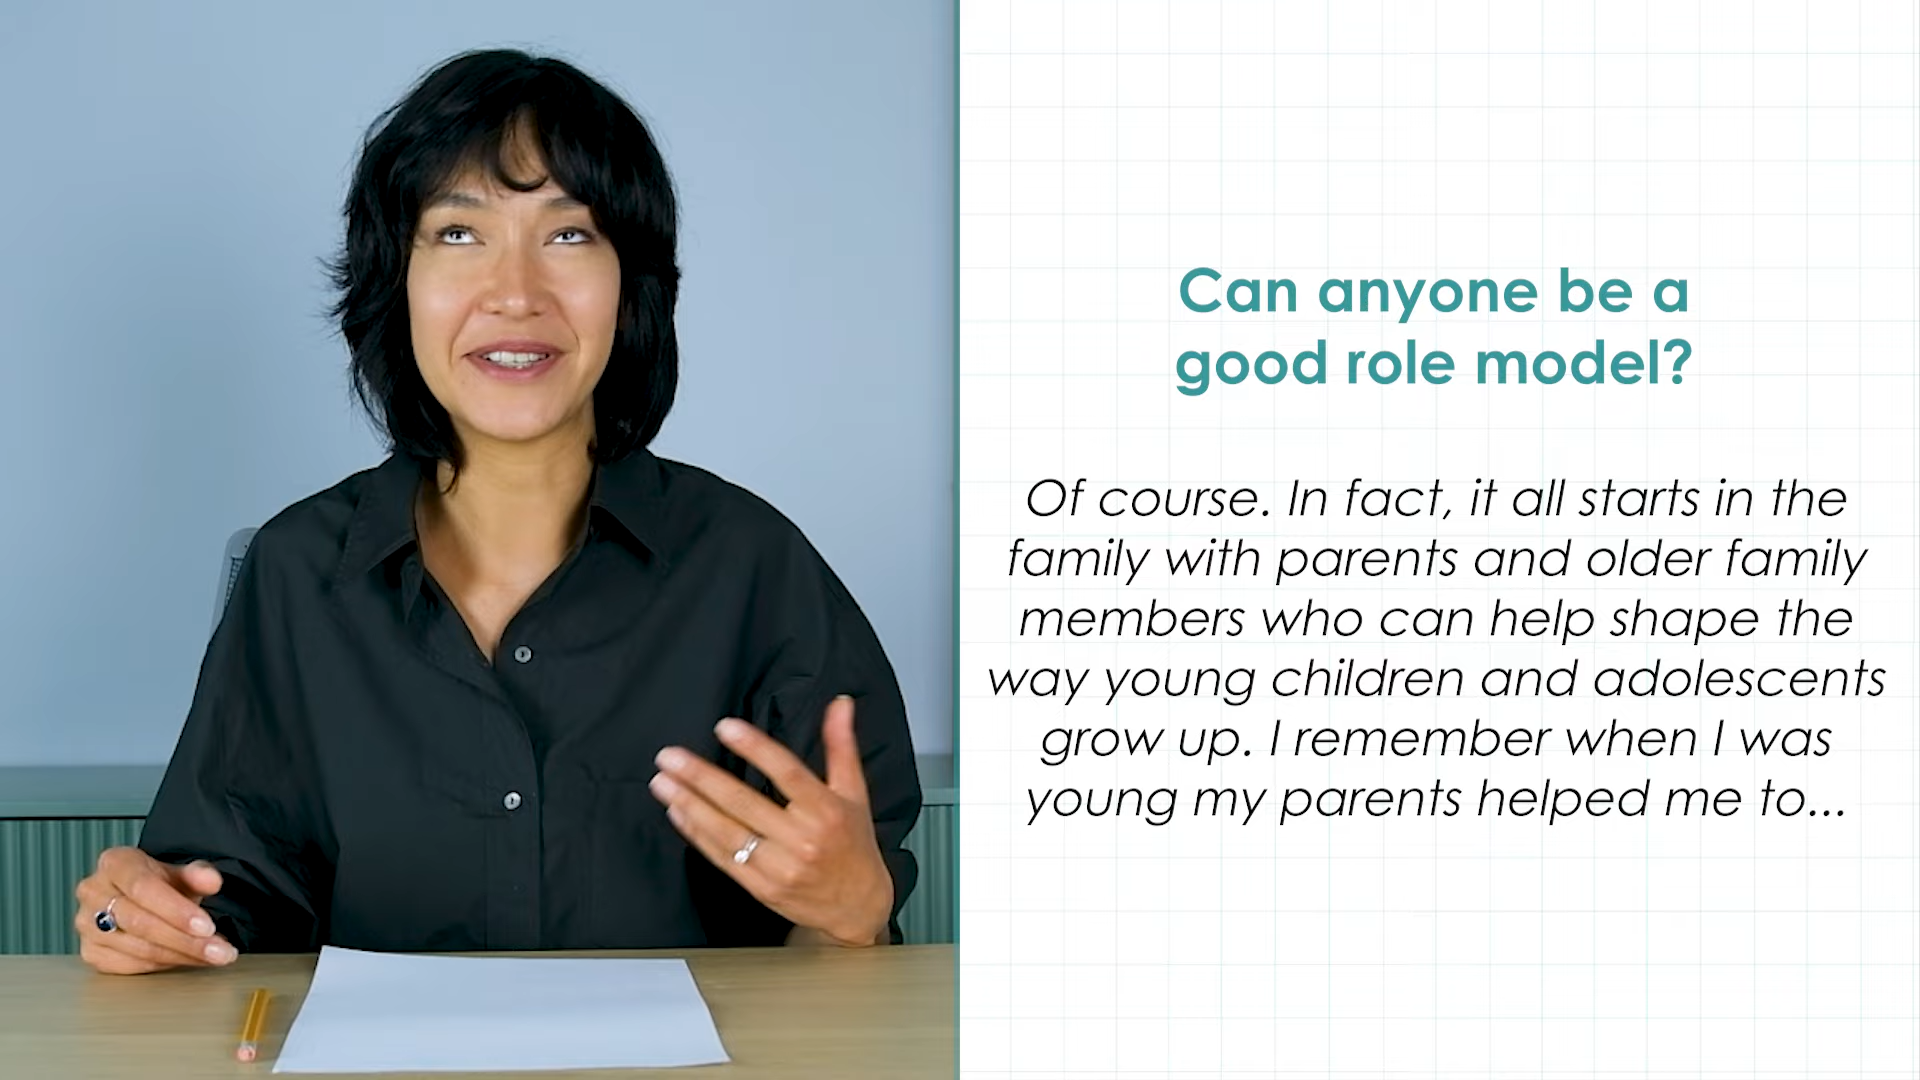 Can anyone be a
good role model?
Of course. In fact, it all starts in the
family with parents and older family
members who can help shape the
way young children and adolescents
grow up. I remember when I was
young my parents helped me to...